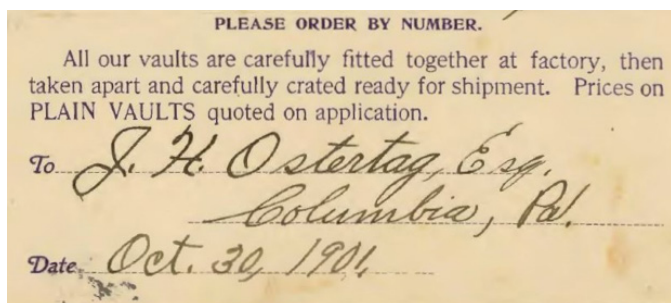 PLEASE ORDER BY NUMBER.
All our vaults are carefully fitted together at factory, then
taken apart and carefully crated ready for shipment. Prices on
PLAIN VAULTS quoted on application.
To J. H. Ostertag, Esq.
Columbia, Pa.
Date Oct. 30, 1901.